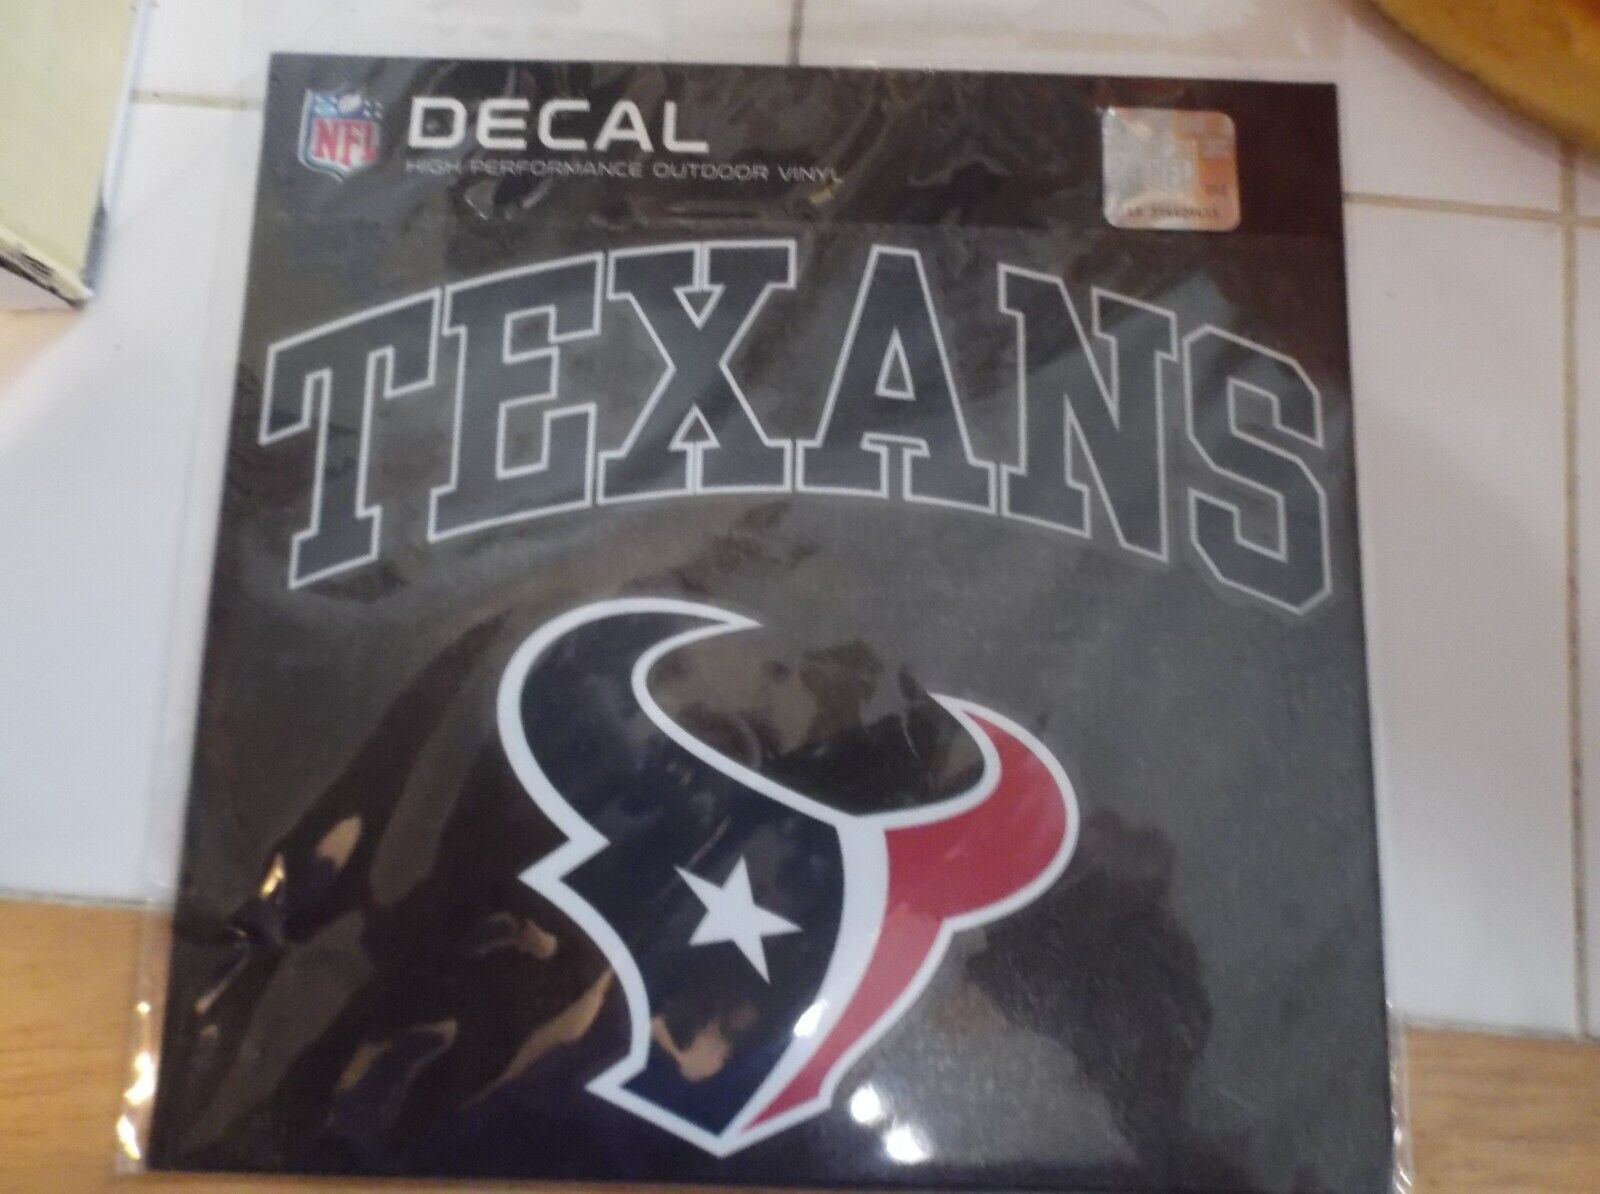 NFL
DECAL
HIGH PERFORMANCE OUTDOOR VINYL
TEXANS